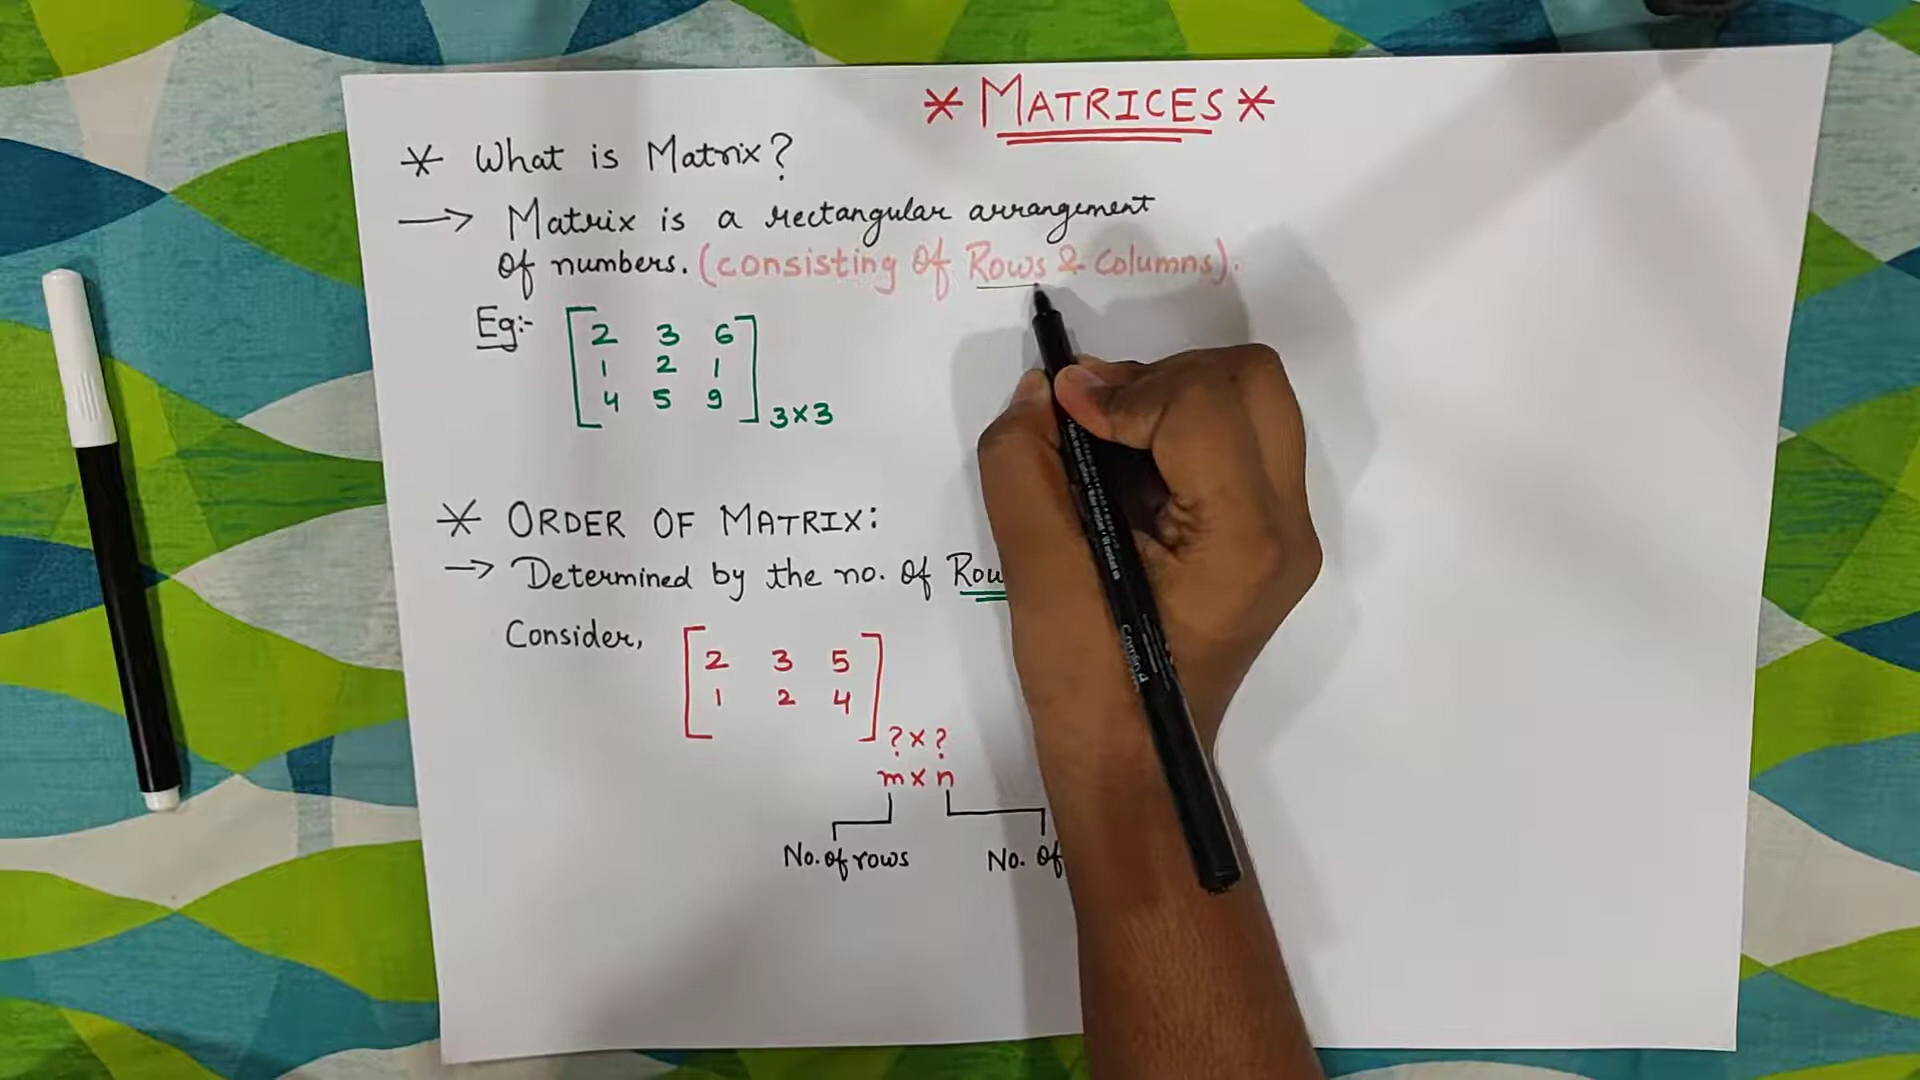 * MATRICES *
* What is Matrix?
→ Matrix is a rectangular arrangement
of numbers. (consisting of Rows & Columns).
Eg:-
2 3 6
1 2 1
4 5 9
3×3
* ORDER OF MATRIX:
→ Determined by the no. of Row
Consider,
2 3 5
1 2 4
? × ?
m × n
No. of rows No. of
Camlin